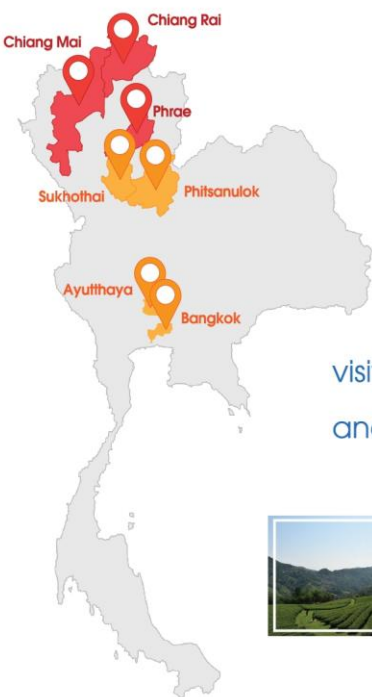 Chiang Rai
Chiang Mai
Phrae
Sukhothai
Phitsanulok
Ayutthaya
Bangkok